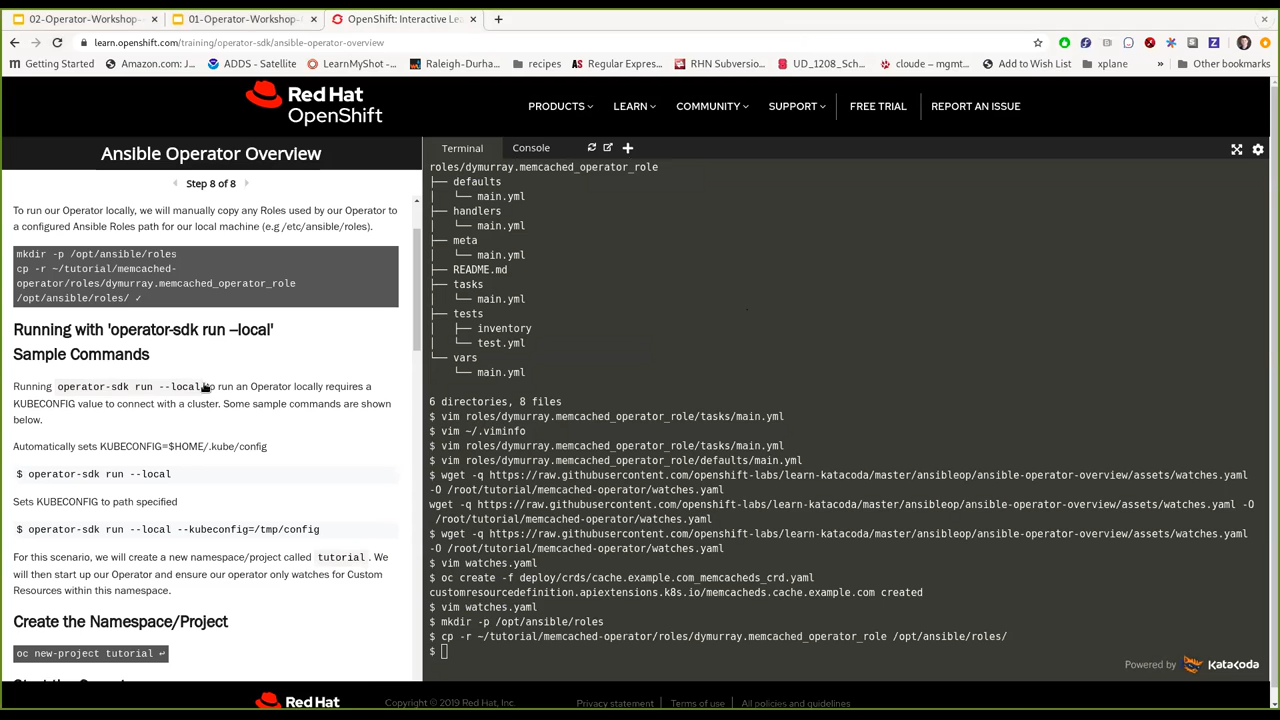 02-Operator-Workshop-
01-Operator-Workshop-
OpenShift: Interactive Lea
learn.openshift.com/training/operator-sdk/ansible-operator-overview
Getting Started
Amazon.com: J...
ADDS - Satellite
LearnMyShot -...
Raleigh-Durha...
recipes
Regular Expres...
RHN Subversio...
UD_1208_Sch...
cloude – mgmt...
Add to Wish List
xplane
»
Other bookmarks
Red Hat
OpenShift
PRODUCTS
LEARN
COMMUNITY
SUPPORT
FREE TRIAL
REPORT AN ISSUE
Ansible Operator Overview
Step 8 of 8
To run our Operator locally, we will manually copy any Roles used by our Operator to
a configured Ansible Roles path for our local machine (e.g /etc/ansible/roles).
mkdir -p /opt/ansible/roles
cp -r ~/tutorial/memcached-
operator/roles/dymurray.memcached_operator_role
/opt/ansible/roles/ ✓
Running with 'operator-sdk run –local'
Sample Commands
Running operator-sdk run --local to run an Operator locally requires a
KUBECONFIG value to connect with a cluster. Some sample commands are shown
below.
Automatically sets KUBECONFIG=$HOME/.kube/config
$ operator-sdk run --local
Sets KUBECONFIG to path specified
$ operator-sdk run --local --kubeconfig=/tmp/config
For this scenario, we will create a new namespace/project called tutorial. We
will then start up our Operator and ensure our operator only watches for Custom
Resources within this namespace.
Create the Namespace/Project
oc new-project tutorial ↵
Terminal
Console
roles/dymurray.memcached_operator_role
├── defaults
│   └── main.yml
├── handlers
│   └── main.yml
├── meta
│   └── main.yml
├── README.md
├── tasks
│   └── main.yml
├── tests
│   ├── inventory
│   └── test.yml
└── vars
    └── main.yml
6 directories, 8 files
$ vim roles/dymurray.memcached_operator_role/tasks/main.yml
$ vim ~/.viminfo
$ vim roles/dymurray.memcached_operator_role/tasks/main.yml
$ vim roles/dymurray.memcached_operator_role/defaults/main.yml
$ wget -q https://raw.githubusercontent.com/openshift-labs/learn-katacoda/master/ansibleop/ansible-operator-overview/assets/watches.yaml
-O /root/tutorial/memcached-operator/watches.yaml
wget -q https://raw.githubusercontent.com/openshift-labs/learn-katacoda/master/ansibleop/ansible-operator-overview/assets/watches.yaml -O
/root/tutorial/memcached-operator/watches.yaml
$ wget -q https://raw.githubusercontent.com/openshift-labs/learn-katacoda/master/ansibleop/ansible-operator-overview/assets/watches.yaml
-O /root/tutorial/memcached-operator/watches.yaml
$ vim watches.yaml
$ oc create -f deploy/crds/cache.example.com_memcacheds_crd.yaml
customresourcedefinition.apiextensions.k8s.io/memcacheds.cache.example.com created
$ vim watches.yaml
$ mkdir -p /opt/ansible/roles
$ cp -r ~/tutorial/memcached-operator/roles/dymurray.memcached_operator_role /opt/ansible/roles/
$
Powered by KATACODA
Red Hat
Copyright © 2019 Red Hat, Inc.
Privacy statement
Terms of use
All policies and guidelines